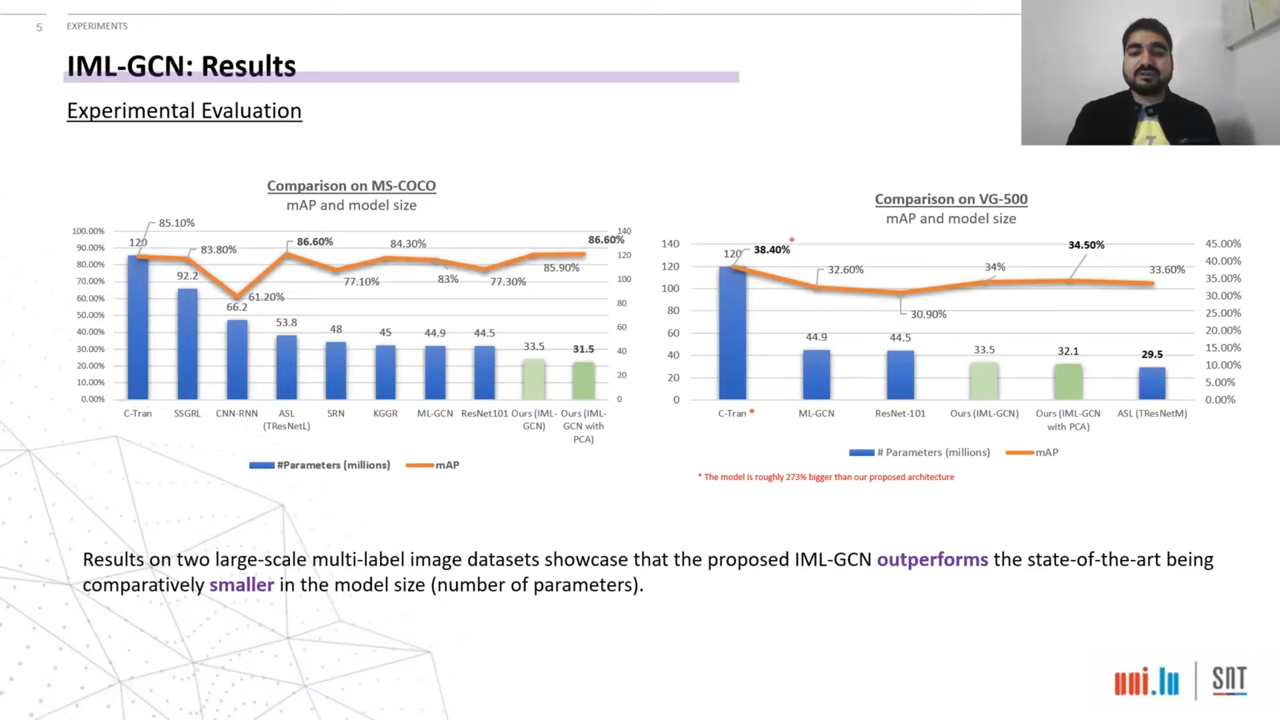 5 EXPERIMENTS
IML-GCN: Results
Experimental Evaluation
Comparison on MS-COCO
mAP and model size
100.00%
90.00%
80.00%
70.00%
60.00%
50.00%
40.00%
30.00%
20.00%
10.00%
0.00%
140
120
100
80
60
40
20
0
120
92.2
66.2
53.8
48
45
44.9
44.5
33.5
31.5
85.10%
83.80%
61.20%
86.60%
77.10%
84.30%
83%
77.30%
85.90%
86.60%
C-Tran
SSGRL
CNN-RNN
ASL
(TResNetL)
SRN
KGGR
ML-GCN
ResNet101
Ours (IML-
GCN)
Ours (IML-
GCN with
PCA)
#Parameters (millions)
mAP
Comparison on VG-500
mAP and model size
140
120
100
80
60
40
20
0
45.00%
40.00%
35.00%
30.00%
25.00%
20.00%
15.00%
10.00%
5.00%
0.00%
120
44.9
44.5
33.5
32.1
29.5
38.40% *
32.60%
30.90%
34%
34.50%
33.60%
C-Tran *
ML-GCN
ResNet-101
Ours (IML-GCN)
Ours (IML-GCN
with PCA)
ASL (TResNetM)
# Parameters (millions)
mAP
* The model is roughly 273% bigger than our proposed architecture
Results on two large-scale multi-label image datasets showcase that the proposed IML-GCN outperforms the state-of-the-art being
comparatively smaller in the model size (number of parameters).
uni.lu
SNT